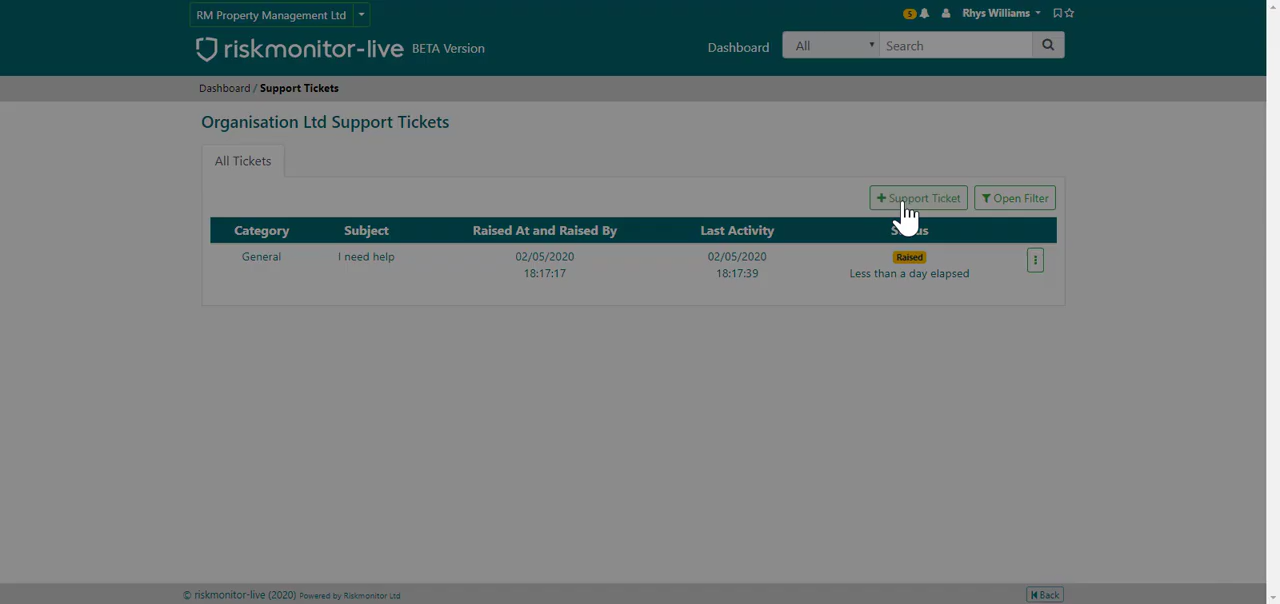 RM Property Management Ltd
5
Rhys Williams
riskmonitor-live BETA Version
Dashboard
All
Search
Dashboard / Support Tickets
Organisation Ltd Support Tickets
All Tickets
Support Ticket
Open Filter
Category Subject Raised At and Raised By Last Activity Status
General I need help 02/05/2020 02/05/2020 Raised
18:17:17 18:17:39 Less than a day elapsed
© riskmonitor-live (2020) Powered by Riskmonitor Ltd
Back